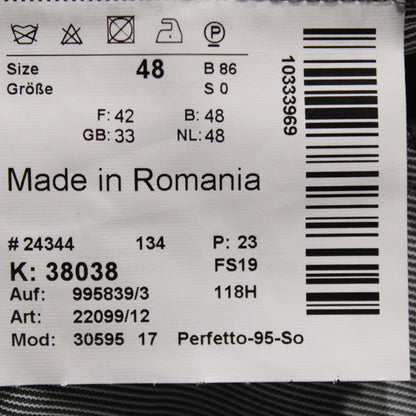 P
Size 48 B 86
Größe S 0
F: 42 B: 48
GB: 33 NL: 48
Made in Romania
# 24344 134 P: 23
K: 38038 FS19
Auf: 995839/3 118H
Art: 22099/12
Mod: 30595 17 Perfetto-95-So
10333969